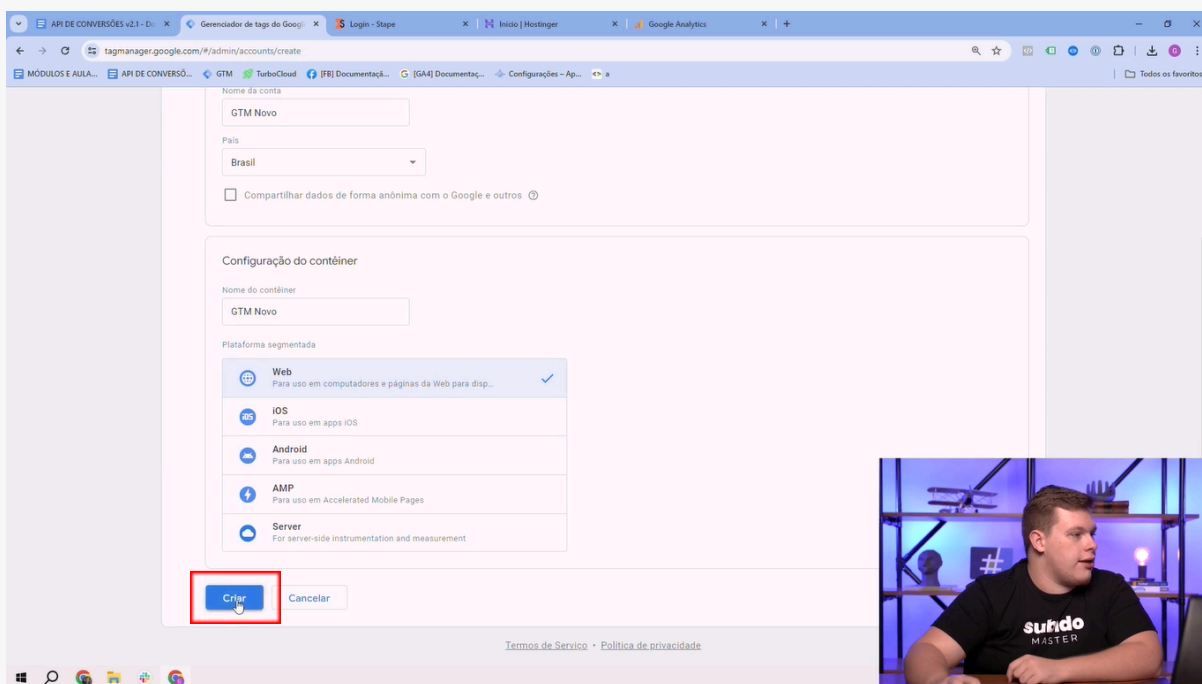 API DE CONVERSÕES v2.1 - Do
Gerenciador de tags do Googl
Login - Stape
Início | Hostinger
Google Analytics
tagmanager.google.com/#/admin/accounts/create
MÓDULOS E AULA...
API DE CONVERSÕ...
GTM
TurboCloud
[FB] Documentaçã...
[GA4] Documentaç...
Configurações – Ap...
a
Todos os favoritos
Nome da conta
GTM Novo
País
Brasil
Compartilhar dados de forma anônima com o Google e outros
Configuração do contêiner
Nome do contêiner
GTM Novo
Plataforma segmentada
Web
Para uso em computadores e páginas da Web para disp...
iOS
iOS
Para uso em apps iOS
Android
Para uso em apps Android
AMP
Para uso em Accelerated Mobile Pages
Server
For server-side instrumentation and measurement
Criar
Cancelar
Termos de Serviço • Política de privacidade
#
subido
MASTER